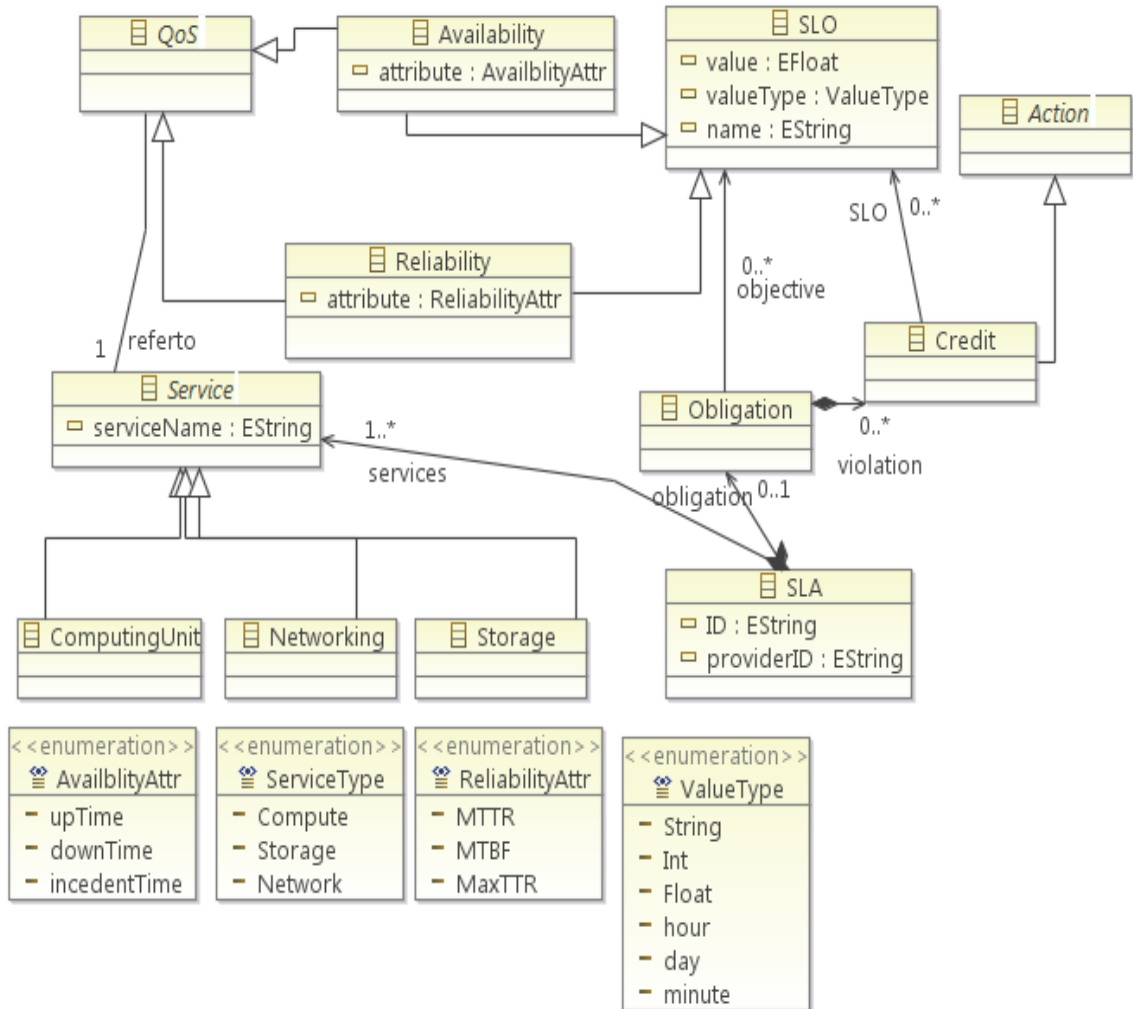 QoS
Availability
attribute : AvailblityAttr
SLO
value : EFloat
valueType : ValueType
name : EString
Action
SLO
0..*
Reliability
attribute : ReliabilityAttr
0..*
objective
1
referto
Credit
Service
serviceName : EString
Obligation
1..*
services
0..*
violation
obligation
0..1
SLA
ID : EString
providerID : EString
ComputingUnit
Networking
Storage
<<enumeration>>
AvailblityAttr
upTime
downTime
incedentTime
<<enumeration>>
ServiceType
Compute
Storage
Network
<<enumeration>>
ReliabilityAttr
MTTR
MTBF
MaxTTR
<<enumeration>>
ValueType
String
Int
Float
hour
day
minute